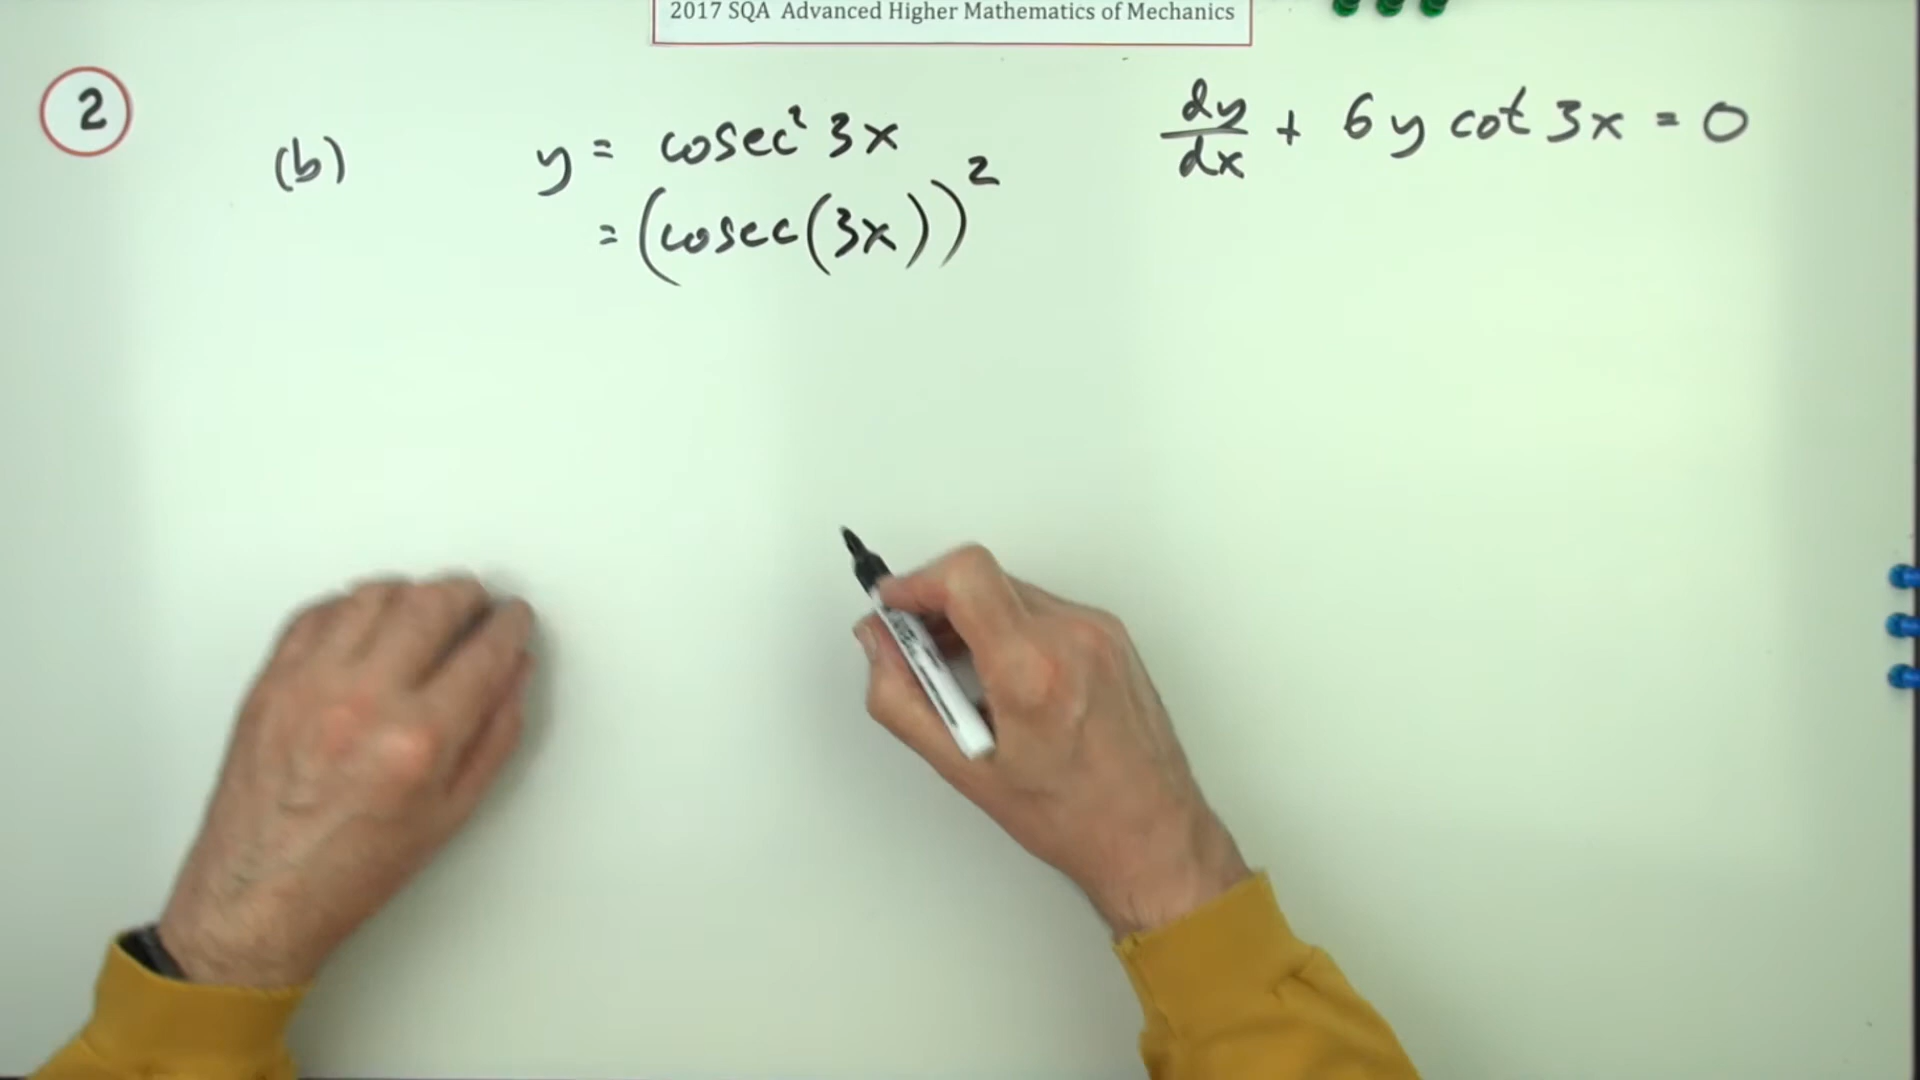 2017 SQA Advanced Higher Mathematics of Mechanics
2
(b) y = cosec² 3x
= (cosec(3x))²
dy/dx + 6y cot 3x = 0